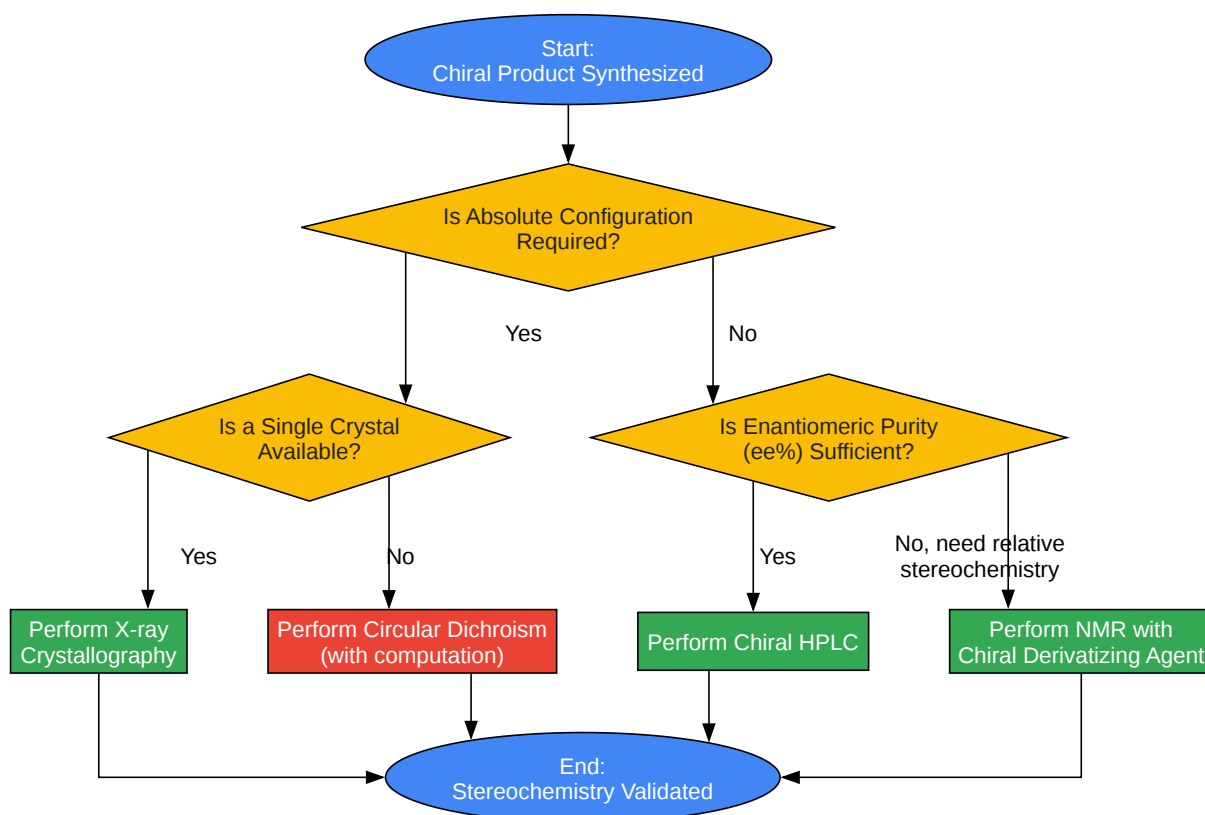 Start:
Chiral Product Synthesized
Is Absolute Configuration
Required?
Yes
No
Is a Single Crystal
Available?
Is Enantiomeric Purity
(ee%) Sufficient?
Yes
No
Yes
No, need relative
stereochemistry
Perform X-ray
Crystallography
Perform Circular Dichroism
(with computation)
Perform Chiral HPLC
Perform NMR with
Chiral Derivatizing Agent
End:
Stereochemistry Validated